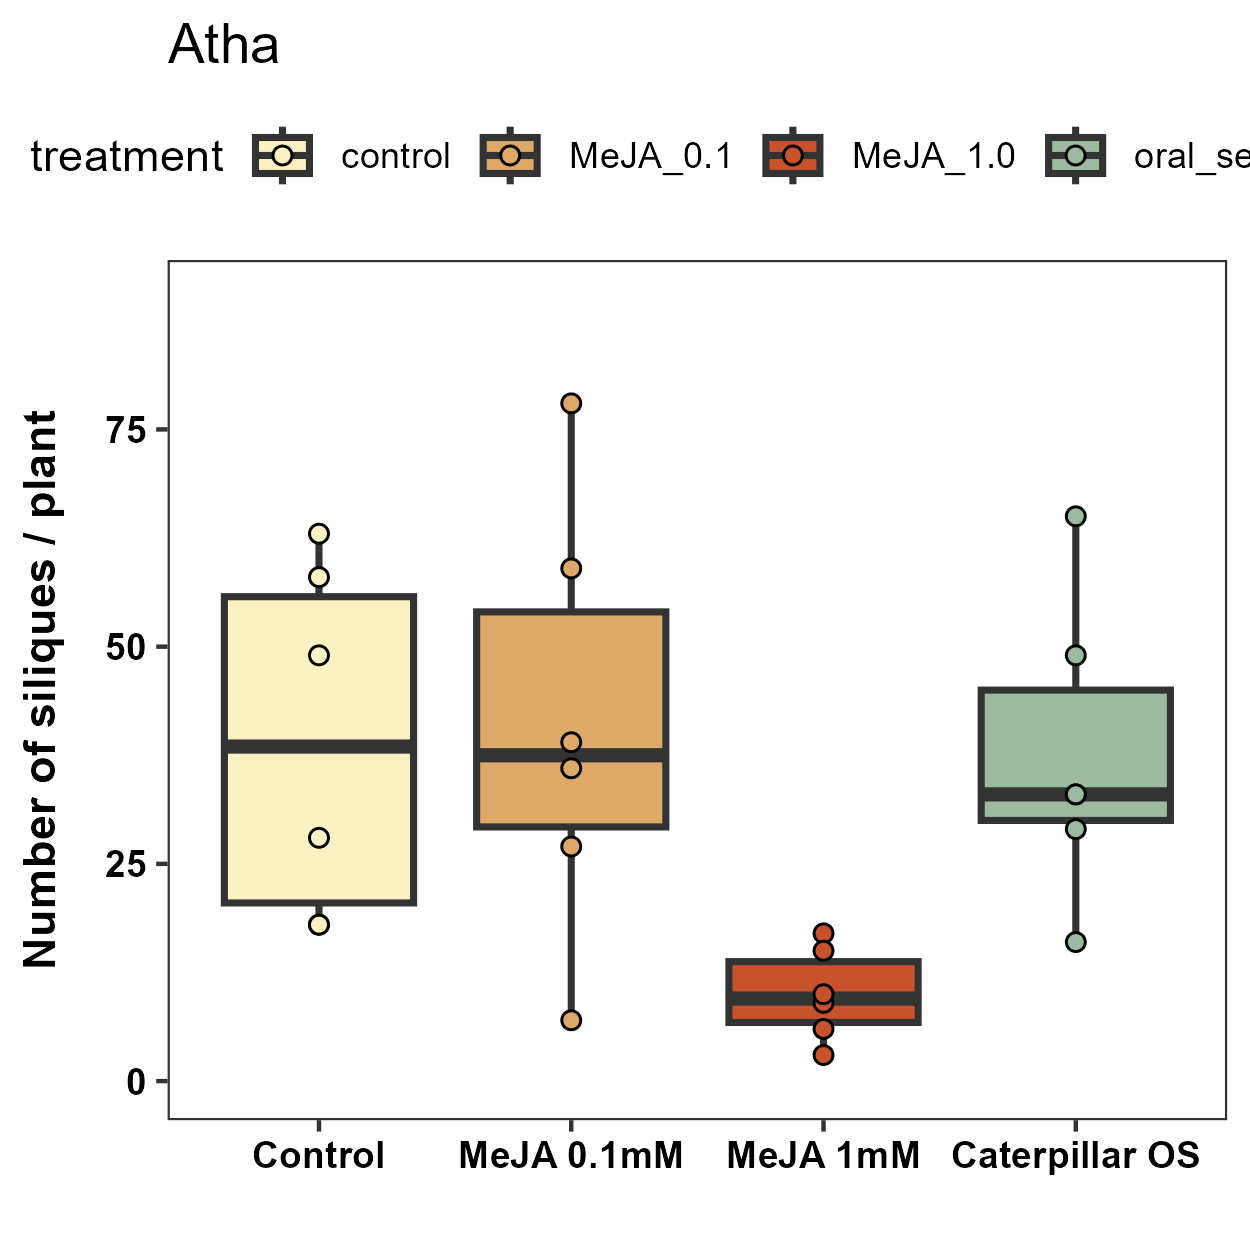 Atha
treatment control MeJA_0.1 MeJA_1.0 oral_se
Number of siliques / plant
75
50
25
0
Control MeJA 0.1mM MeJA 1mM Caterpillar OS